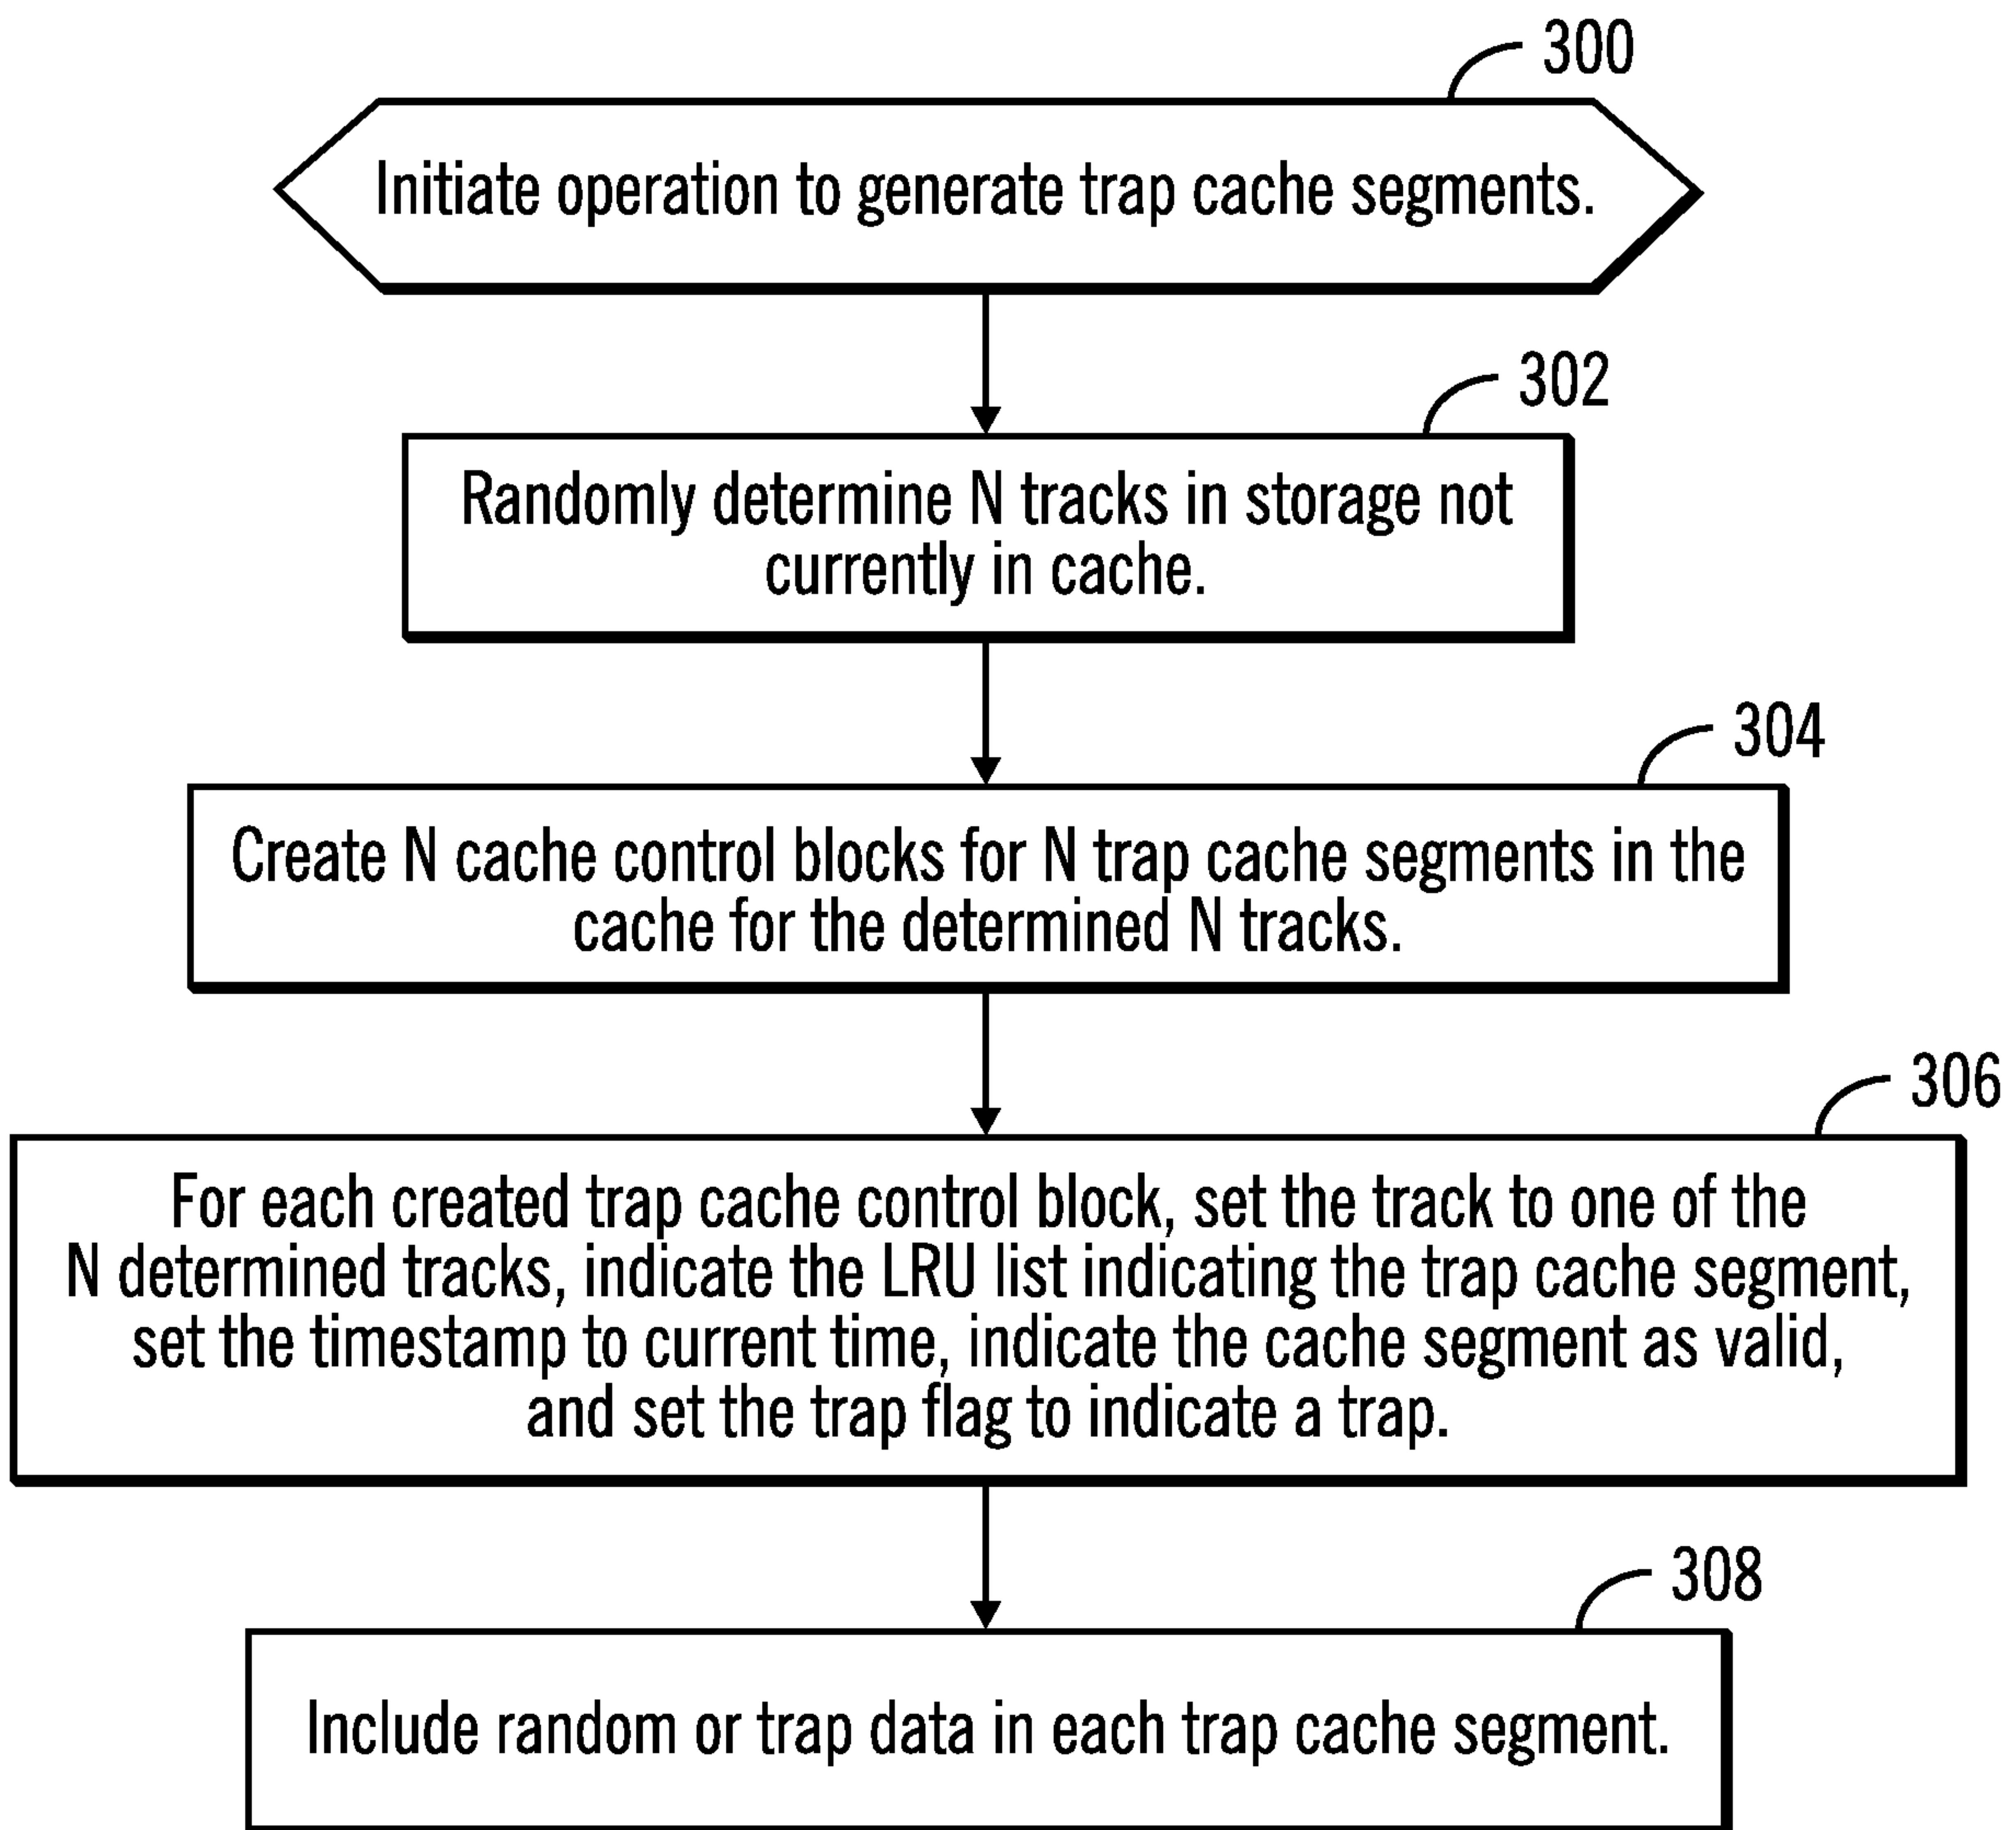 300
Initiate operation to generate trap cache segments.
302
Randomly determine N tracks in storage not
currently in cache.
304
Create N cache control blocks for N trap cache segments in the
cache for the determined N tracks.
306
For each created trap cache control block, set the track to one of the
N determined tracks, indicate the LRU list indicating the trap cache segment,
set the timestamp to current time, indicate the cache segment as valid,
and set the trap flag to indicate a trap.
308
Include random or trap data in each trap cache segment.